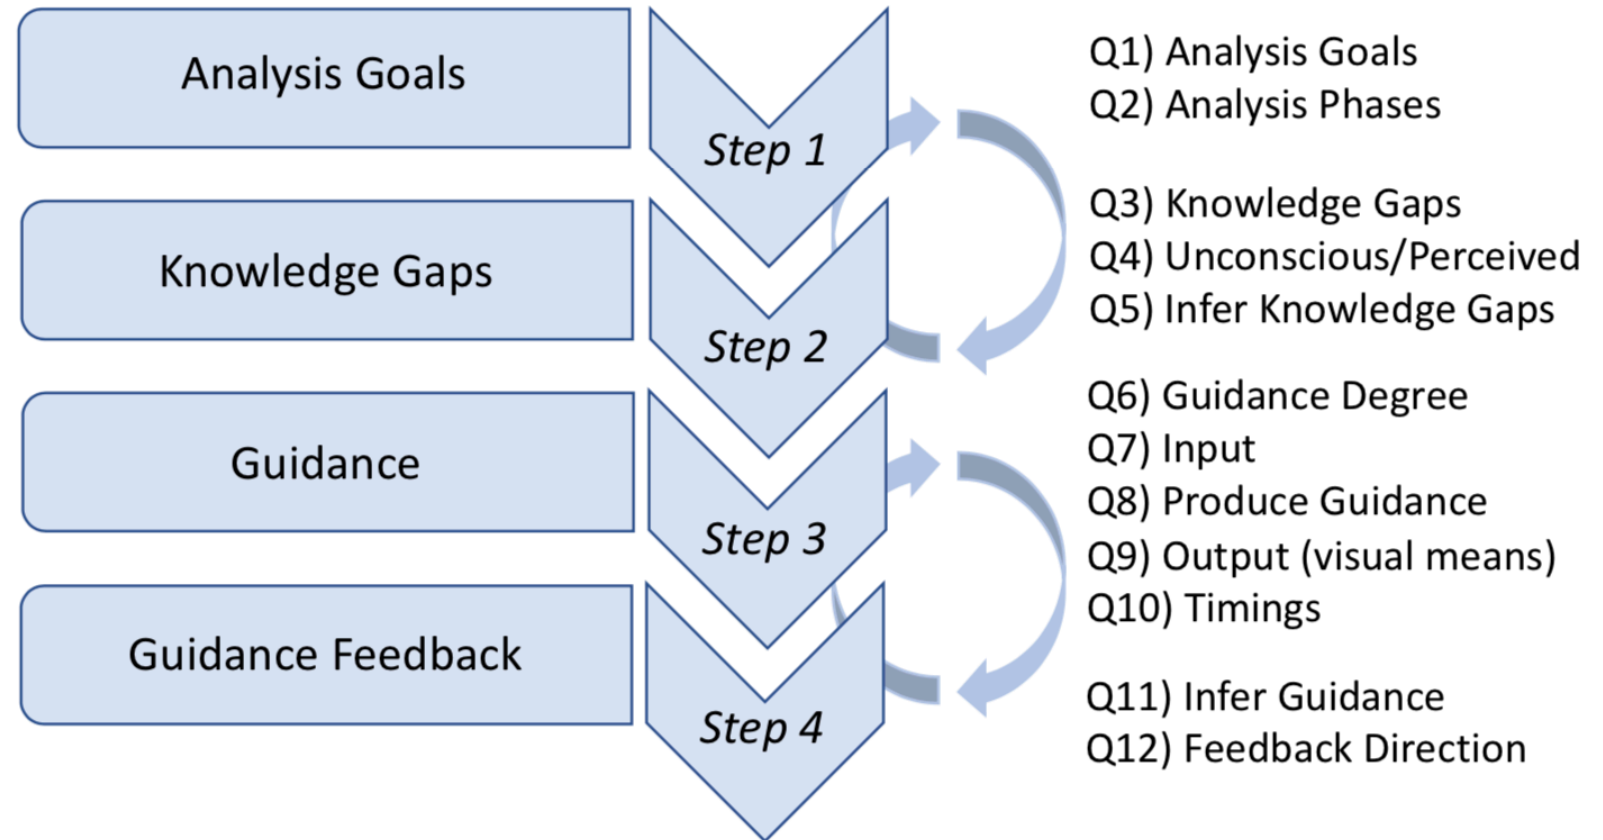 Analysis Goals
Step 1
Q1) Analysis Goals
Q2) Analysis Phases
Knowledge Gaps
Step 2
Q3) Knowledge Gaps
Q4) Unconscious/Perceived
Q5) Infer Knowledge Gaps
Guidance
Step 3
Q6) Guidance Degree
Q7) Input
Q8) Produce Guidance
Q9) Output (visual means)
Q10) Timings
Guidance Feedback
Step 4
Q11) Infer Guidance
Q12) Feedback Direction